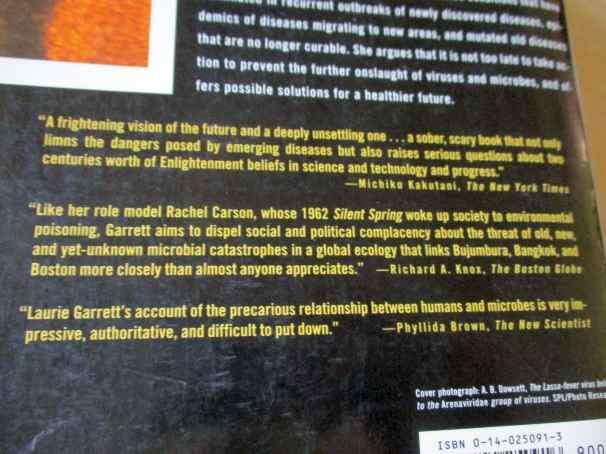 in recurrent outbreaks of newly discovered diseases,
demics of diseases migrating to new areas, and mutated old diseases
that are no longer curable. She argues that it is not too late to take ac-
tion to prevent the further onslaught of viruses and microbes, and of-
fers possible solutions for a healthier future.
“A frightening vision of the future and a deeply unsettling one . . . a sober, scary book that not only
limns the dangers posed by emerging diseases but also raises serious questions about two
centuries worth of Enlightenment beliefs in science and technology and progress.”
—Michiko Kakutani, The New York Times
“Like her role model Rachel Carson, whose 1962 Silent Spring woke up society to environmental
poisoning, Garrett aims to dispel social and political complacency about the threat of old, new,
and yet-unknown microbial catastrophes in a global ecology that links Bujumbura, Bangkok, and
Boston more closely than almost anyone appreciates.” —Richard A. Knox, The Boston Globe
“Laurie Garrett’s account of the precarious relationship between humans and microbes is very im-
pressive, authoritative, and difficult to put down.” —Phyllida Brown, The New Scientist
Cover photograph: A. B. Dowsett, The Lassa-fever virus
to the Arenaviridae group of viruses. SPL/Photo
ISBN 0-14-025091-3
900